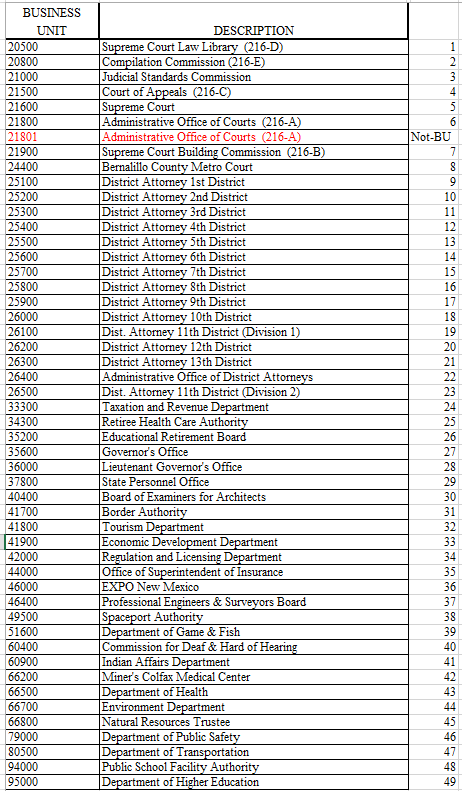 BUSINESS
UNIT DESCRIPTION
20500 Supreme Court Law Library (216-D) 1
20800 Compilation Commission (216-E) 2
21000 Judicial Standards Commission 3
21500 Court of Appeals (216-C) 4
21600 Supreme Court 5
21800 Administrative Office of Courts (216-A) 6
21801 Administrative Office of Courts (216-A) Not-BU
21900 Supreme Court Building Commission (216-B) 7
24400 Bernalillo County Metro Court 8
25100 District Attorney 1st District 9
25200 District Attorney 2nd District 10
25300 District Attorney 3rd District 11
25400 District Attorney 4th District 12
25500 District Attorney 5th District 13
25600 District Attorney 6th District 14
25700 District Attorney 7th District 15
25800 District Attorney 8th District 16
25900 District Attorney 9th District 17
26000 District Attorney 10th District 18
26100 Dist. Attorney 11th District (Division 1) 19
26200 District Attorney 12th District 20
26300 District Attorney 13th District 21
26400 Administrative Office of District Attorneys 22
26500 Dist. Attorney 11th District (Division 2) 23
33300 Taxation and Revenue Department 24
34300 Retiree Health Care Authority 25
35200 Educational Retirement Board 26
35600 Governor's Office 27
36000 Lieutenant Governor's Office 28
37800 State Personnel Office 29
40400 Board of Examiners for Architects 30
41700 Border Authority 31
41800 Tourism Department 32
41900 Economic Development Department 33
42000 Regulation and Licensing Department 34
44000 Office of Superintendent of Insurance 35
46000 EXPO New Mexico 36
46400 Professional Engineers & Surveyors Board 37
49500 Spaceport Authority 38
51600 Department of Game & Fish 39
60400 Commission for Deaf & Hard of Hearing 40
60900 Indian Affairs Department 41
66200 Miner's Colfax Medical Center 42
66500 Department of Health 43
66700 Environment Department 44
66800 Natural Resources Trustee 45
79000 Department of Public Safety 46
80500 Department of Transportation 47
94000 Public School Facility Authority 48
95000 Department of Higher Education 49